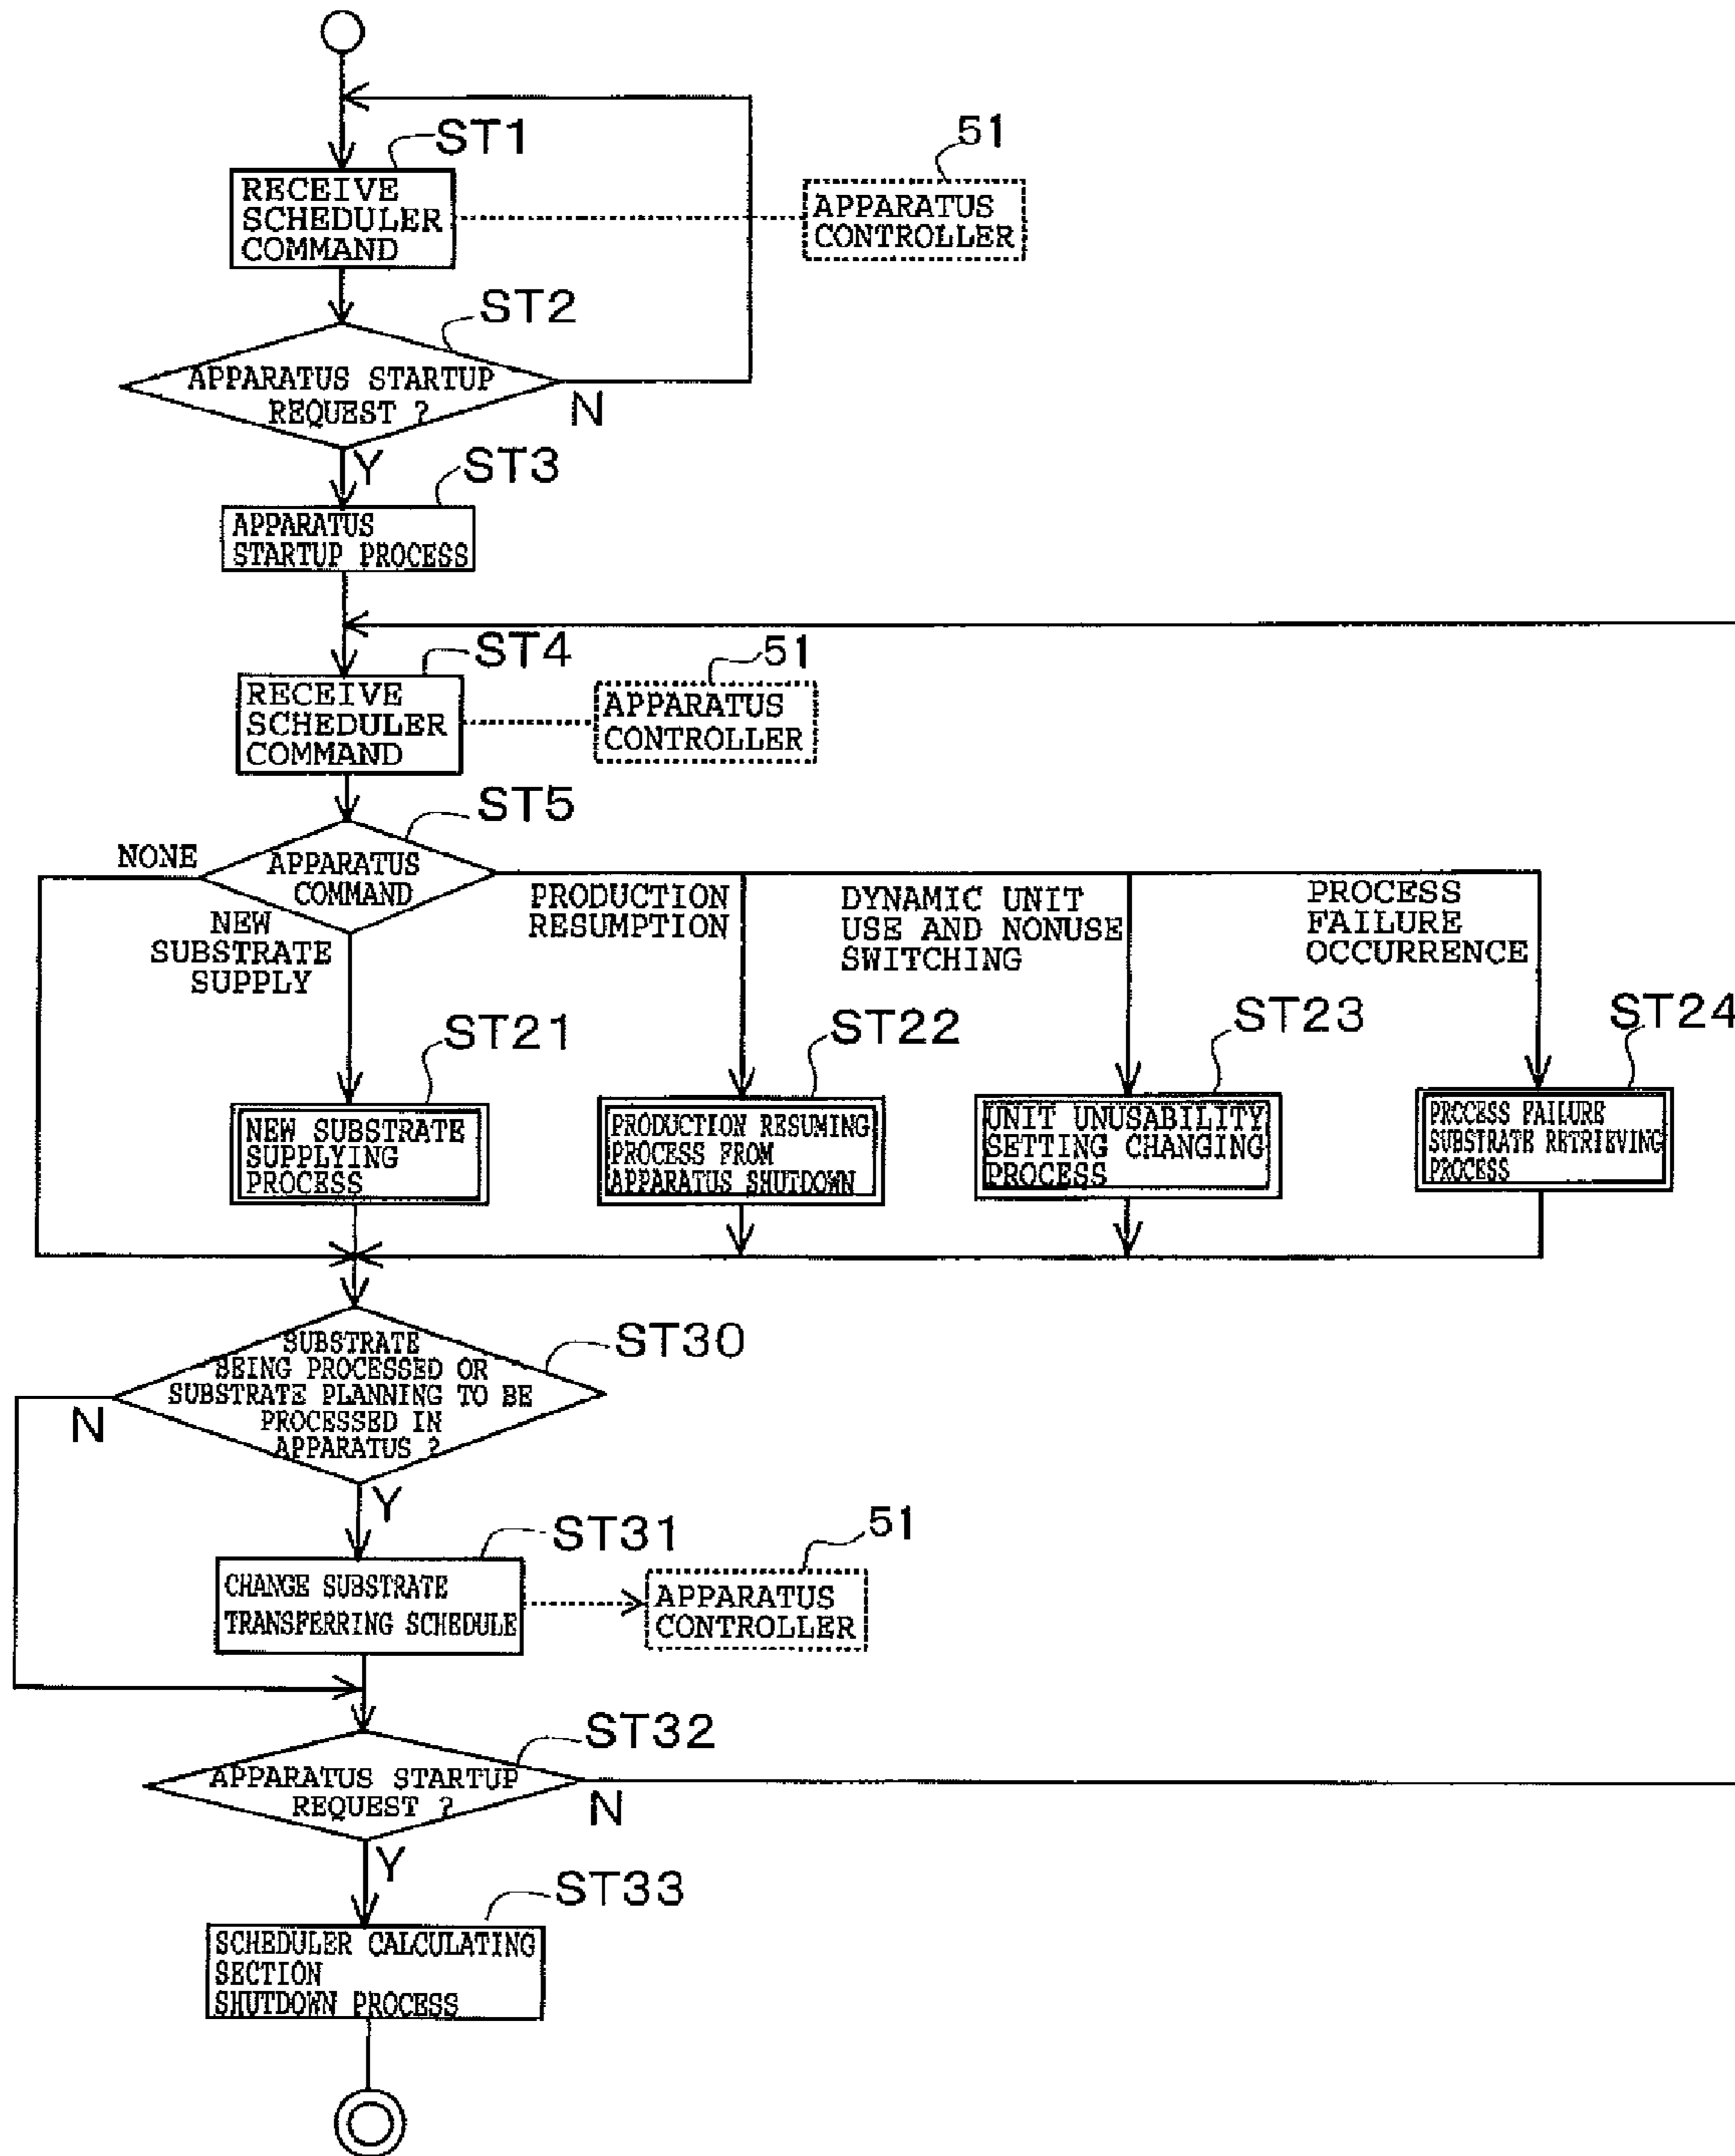 ST1
51
RECEIVE
SCHEDULER
COMMAND
APPARATUS
CONTROLLER
ST2
APPARATUS STARTUP
REQUEST ?
N
Y
ST3
APPARATUS
STARTUP PROCESS
ST4
51
RECEIVE
SCHEDULER
COMMAND
APPARATUS
CONTROLLER
ST5
NONE
APPARATUS
COMMAND
NEW
SUBSTRATE
SUPPLY
PRODUCTION
RESUMPTION
DYNAMIC UNIT
USE AND NONUSE
SWITCHING
PROCESS
FAILURE
OCCURRENCE
ST21
ST22
ST23
ST24
NEW SUBSTRATE
SUPPLYING
PROCESS
PRODUCTION RESUMING
PROCESS FROM
APPARATUS SHUTDOWN
UNIT UNUSABILITY
SETTING CHANGING
PROCESS
PROCESS FAILURE
SUBSTRATE RETRIEVING
PROCESS
ST30
SUBSTRATE
BEING PROCESSED OR
SUBSTRATE PLANNING TO BE
PROCESSED IN
APPARATUS ?
N
Y
ST31
51
CHANGE SUBSTRATE
TRANSFERRING SCHEDULE
APPARATUS
CONTROLLER
ST32
APPARATUS STARTUP
REQUEST ?
N
Y
ST33
SCHEDULER CALCULATING
SECTION
SHUTDOWN PROCESS